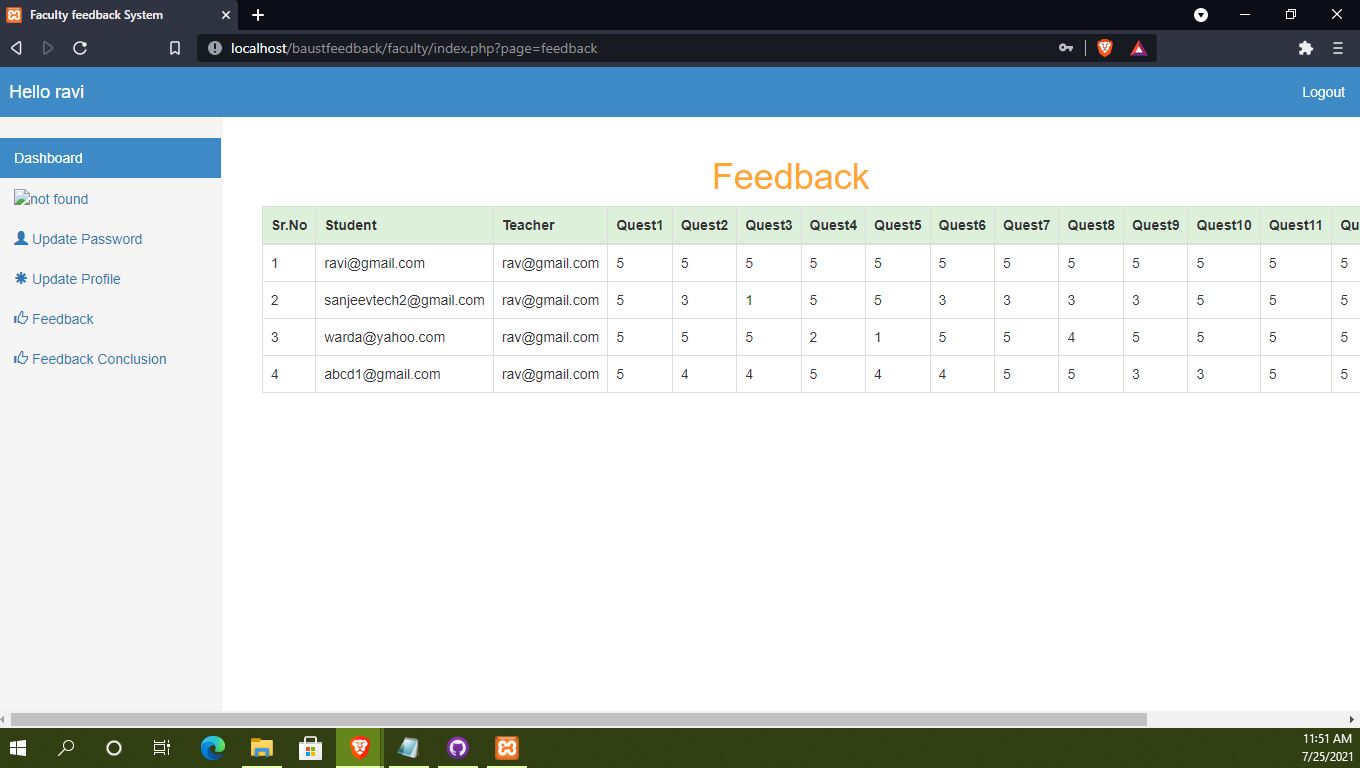 Faculty feedback System
localhost/baustfeedback/faculty/index.php?page=feedback
Hello ravi Logout
Dashboard
not found
Update Password
Update Profile
Feedback
Feedback Conclusion
Feedback
Sr.No Student Teacher Quest1 Quest2 Quest3 Quest4 Quest5 Quest6 Quest7 Quest8 Quest9 Quest10 Quest11 Qu
1 ravi@gmail.com rav@gmail.com 5 5 5 5 5 5 5 5 5 5 5 5
2 sanjeevtech2@gmail.com rav@gmail.com 5 3 1 5 5 3 3 3 3 5 5 5
3 warda@yahoo.com rav@gmail.com 5 5 5 2 1 5 5 4 5 5 5 5
4 abcd1@gmail.com rav@gmail.com 5 4 4 5 4 4 5 5 3 3 5 5
11:51 AM
7/25/2021